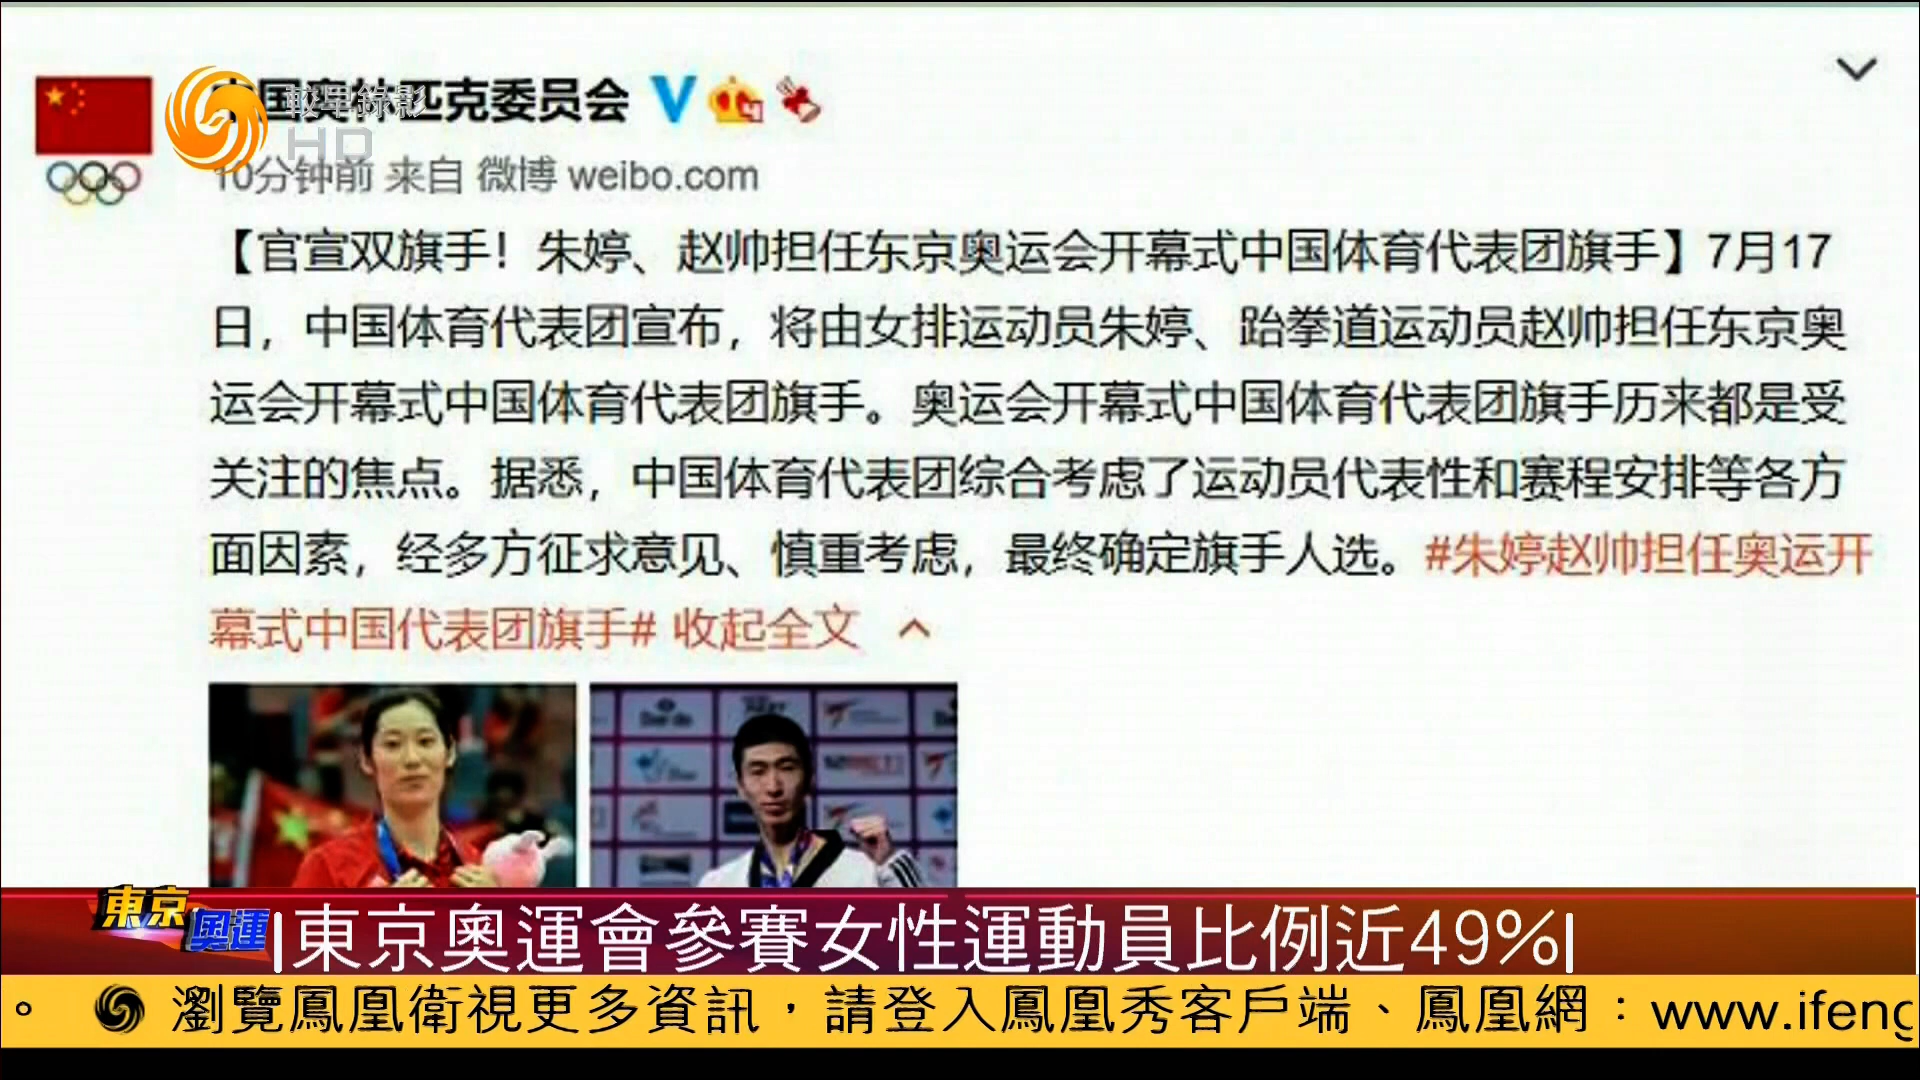 中国奥林匹克委员会
較早錄影
HD
10分钟前 来自 微博 weibo.com
【官宣双旗手！朱婷、赵帅担任东京奥运会开幕式中国体育代表团旗手】7月17
日，中国体育代表团宣布，将由女排运动员朱婷、跆拳道运动员赵帅担任东京奥
运会开幕式中国体育代表团旗手。奥运会开幕式中国体育代表团旗手历来都是受
关注的焦点。据悉，中国体育代表团综合考虑了运动员代表性和赛程安排等各方
面因素，经多方征求意见、慎重考虑，最终确定旗手人选。#朱婷赵帅担任奥运开
幕式中国代表团旗手# 收起全文
東京
奧運
東京奧運會參賽女性運動員比例近49%
。瀏覽鳳凰衛視更多資訊，請登入鳳凰秀客戶端、鳳凰網：www.ifeng